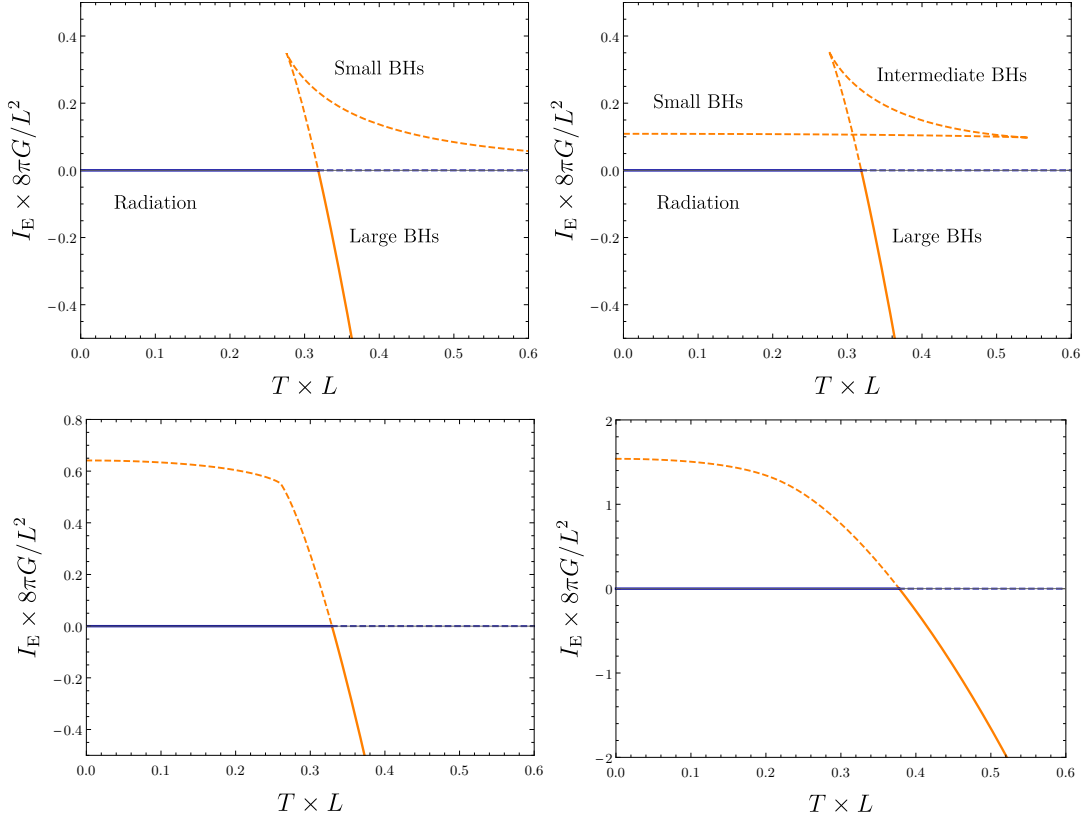 0.4
0.2
0.0
−0.2
−0.4
0.0 0.1 0.2 0.3 0.4 0.5 0.6
I_E × 8πG/L²
T × L
Small BHs
Radiation
Large BHs
0.4
0.2
0.0
−0.2
−0.4
0.0 0.1 0.2 0.3 0.4 0.5 0.6
I_E × 8πG/L²
T × L
Intermediate BHs
Small BHs
Radiation
Large BHs
0.8
0.6
0.4
0.2
0.0
−0.2
−0.4
0.0 0.1 0.2 0.3 0.4 0.5 0.6
I_E × 8πG/L²
T × L
2
1
0
−1
−2
0.0 0.1 0.2 0.3 0.4 0.5 0.6
I_E × 8πG/L²
T × L